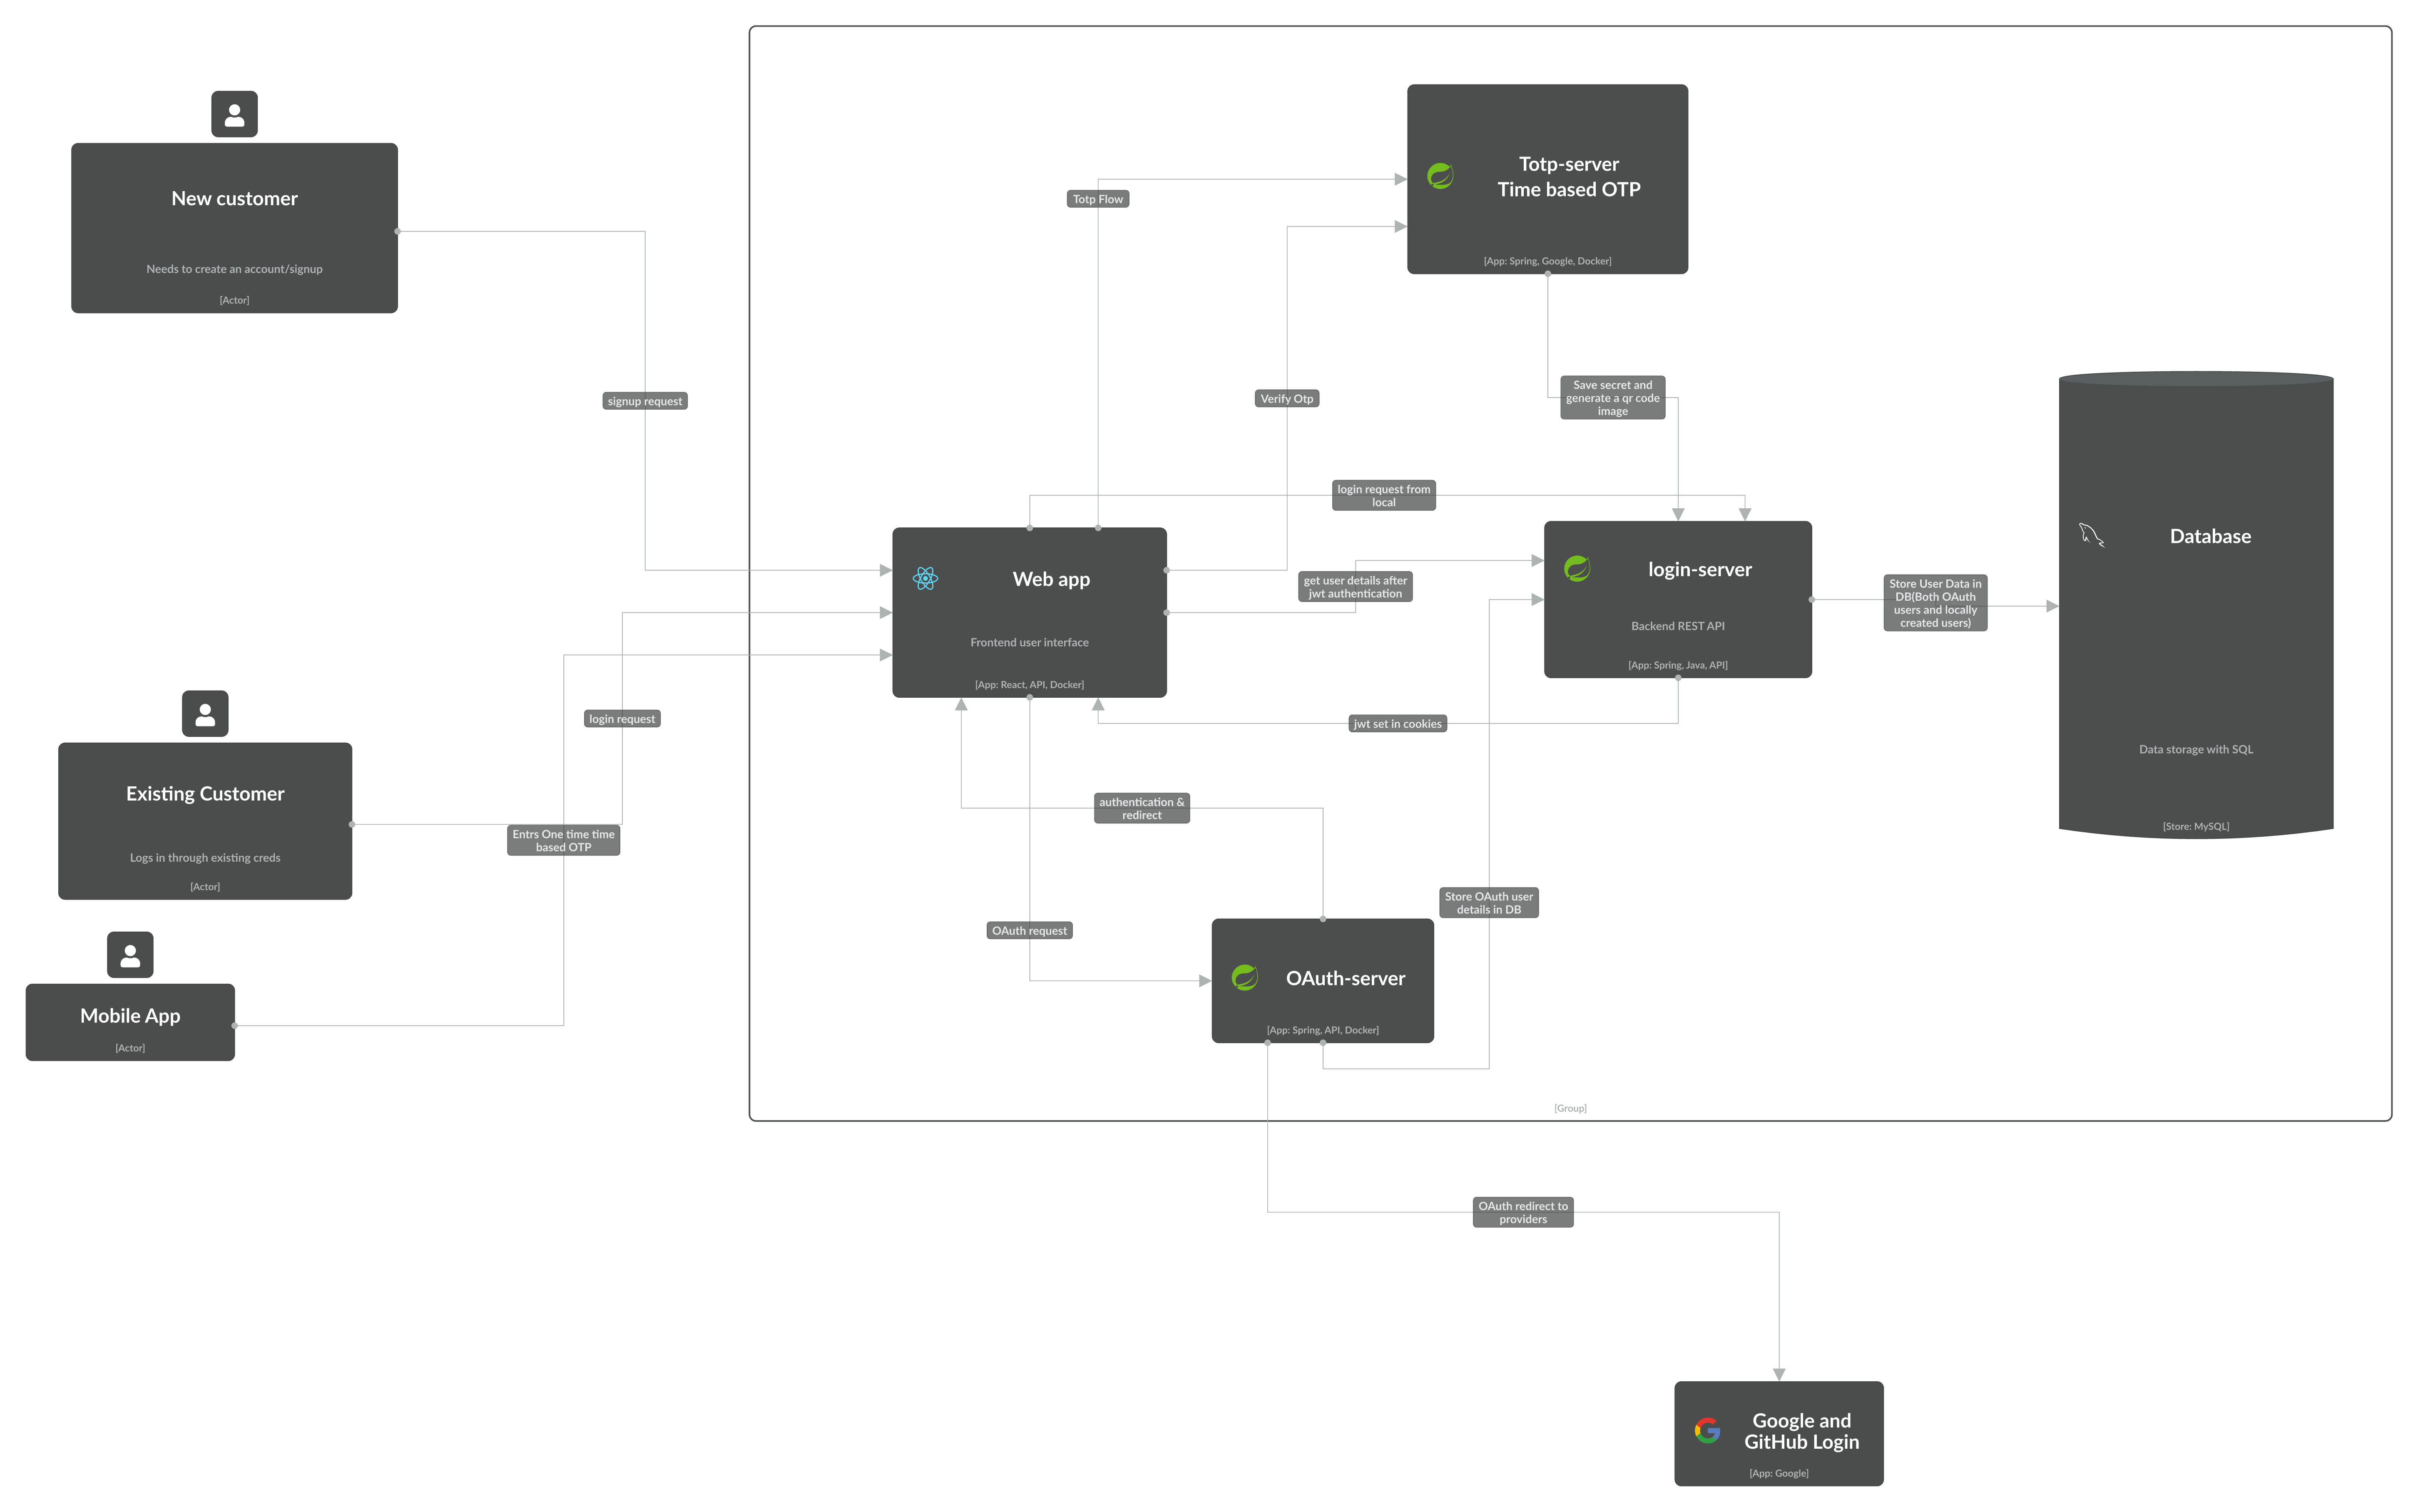 New customer
Needs to create an account/signup
[Actor]
signup request
Existing Customer
Logs in through existing creds
[Actor]
login request
Entrs One time time
based OTP
Mobile App
[Actor]
Totp Flow
Verify Otp
Totp-server
Time based OTP
[App: Spring, Google, Docker]
Save secret and
generate a qr code
image
login request from
local
Web app
Frontend user interface
[App: React, API, Docker]
get user details after
jwt authentication
login-server
Backend REST API
[App: Spring, Java, API]
Store User Data in
DB(Both OAuth
users and locally
created users)
Database
Data storage with SQL
[Store: MySQL]
jwt set in cookies
authentication &
redirect
OAuth request
Store OAuth user
details in DB
OAuth-server
[App: Spring, API, Docker]
[Group]
OAuth redirect to
providers
Google and
GitHub Login
[App: Google]